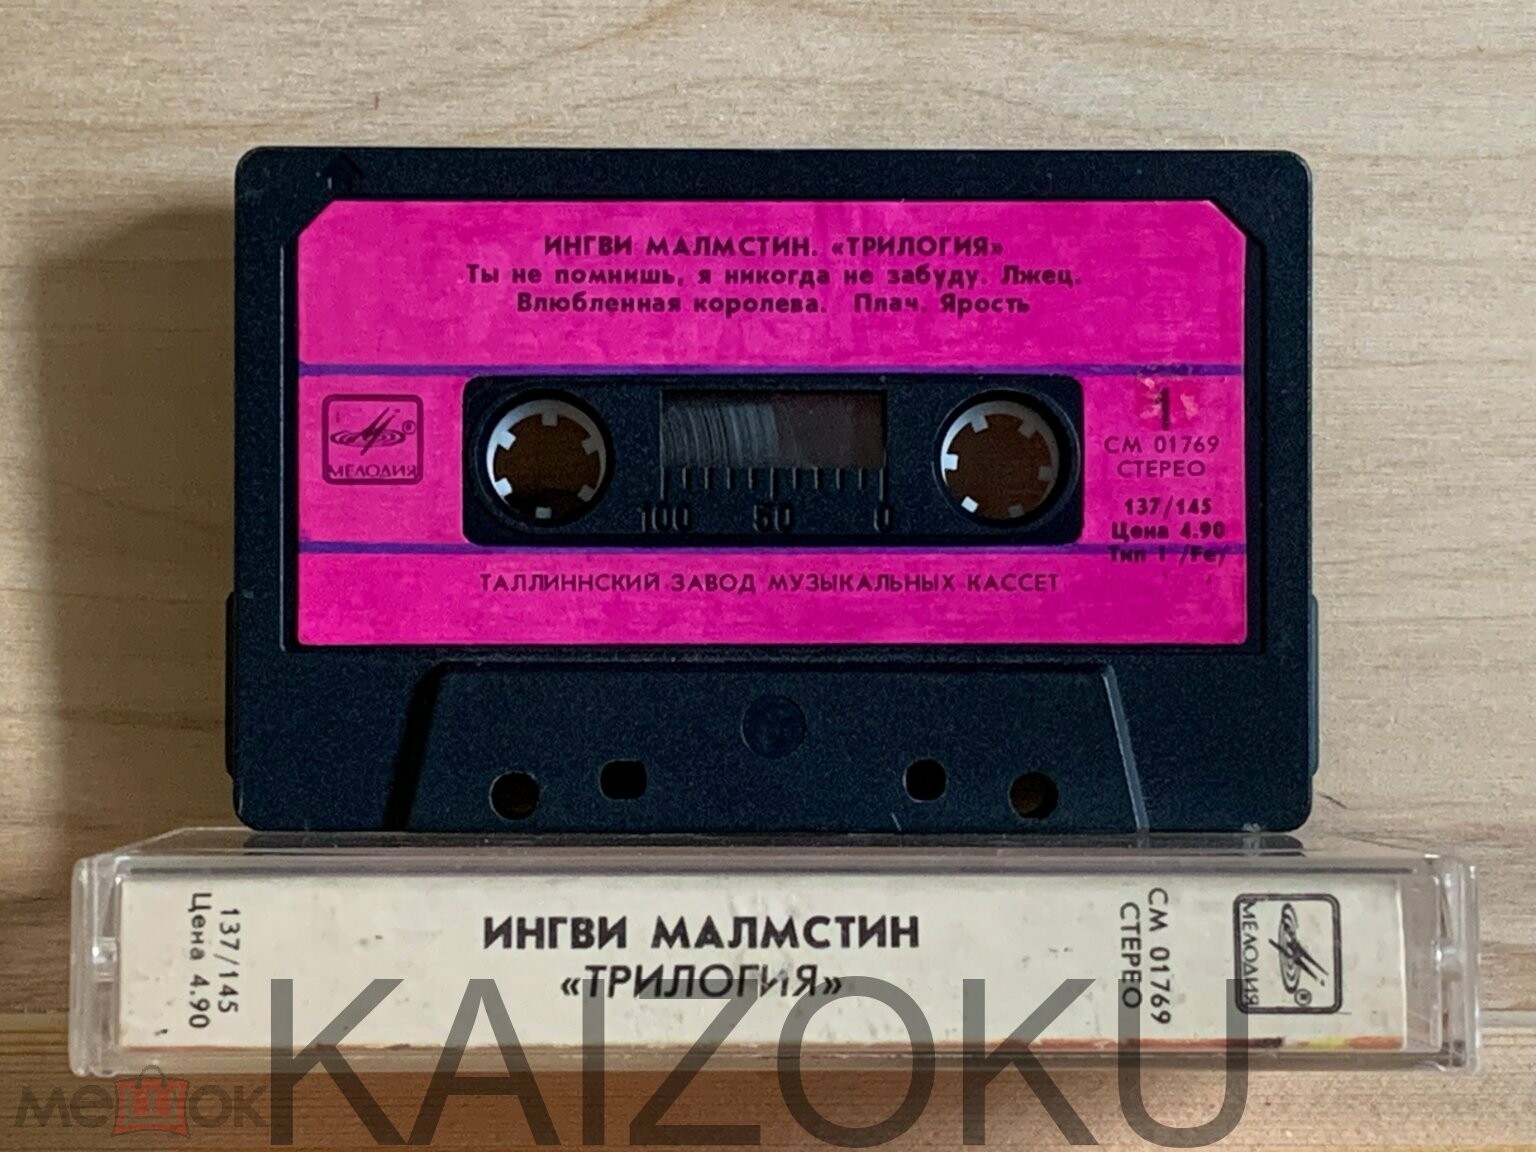 ИНГВИ МАЛМСТИН. «ТРИЛОГИЯ»
Ты не помнишь, я никогда не забуду. Лжец.
Влюбленная королева. Плач. Ярость
МЕЛОДИЯ
1
СМ 01769
СТЕРЕО
137/145
Цена 4.90
Тип I /Fe/
100 50 0
ТАЛЛИННСКИЙ ЗАВОД МУЗЫКАЛЬНЫХ КАССЕТ
137/145
Цена 4.90
ИНГВИ МАЛМСТИН
«ТРИЛОГИЯ»
СМ 01769
СТЕРЕО
МЕЛОДИЯ
мешок
KAIZOKU